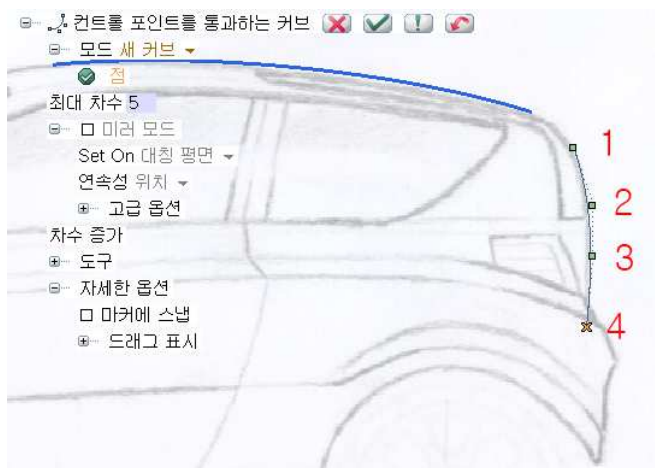 컨트롤 포인트를 통과하는 커브
모드 새 커브
점
최대 차수 5
미러 모드
Set On 대칭 평면
연속성 위치
고급 옵션
차수 증가
도구
자세한 옵션
마커에 스냅
드래그 표시
1
2
3
4